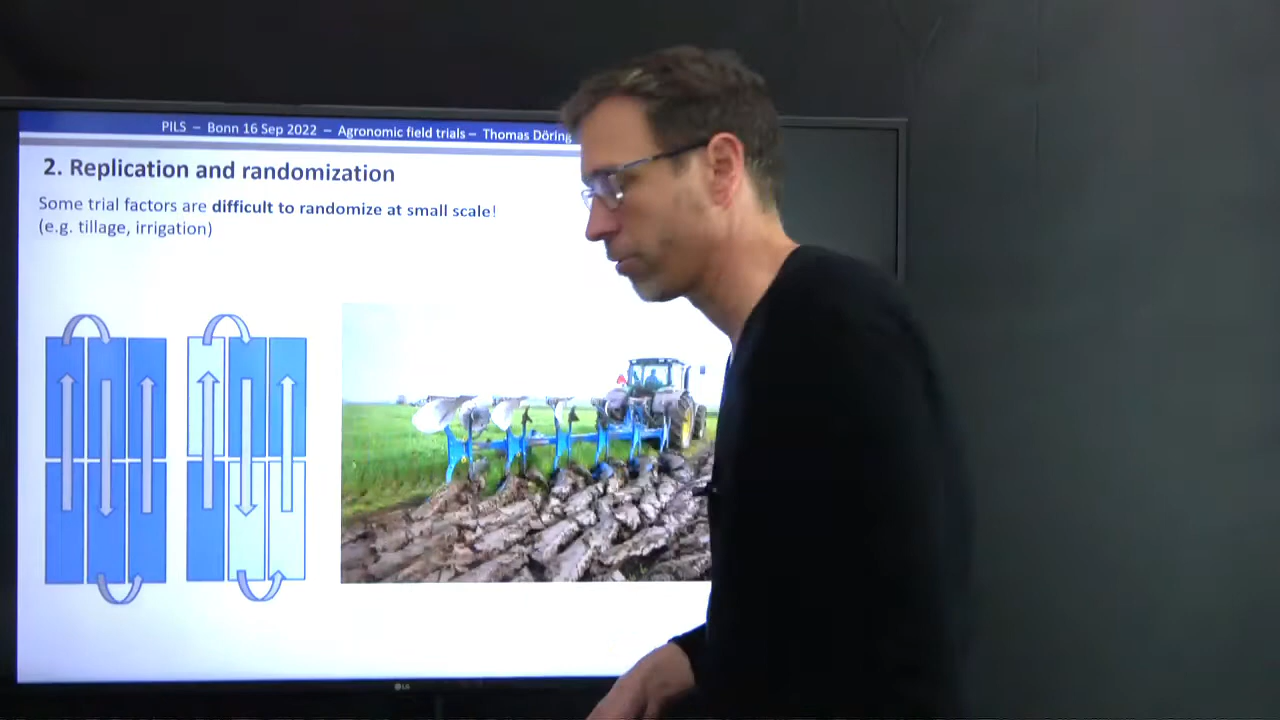 PILS – Bonn 16 Sep 2022 – Agronomic field trials – Thomas Döring
2. Replication and randomization
Some trial factors are difficult to randomize at small scale!
(e.g. tillage, irrigation)
LG